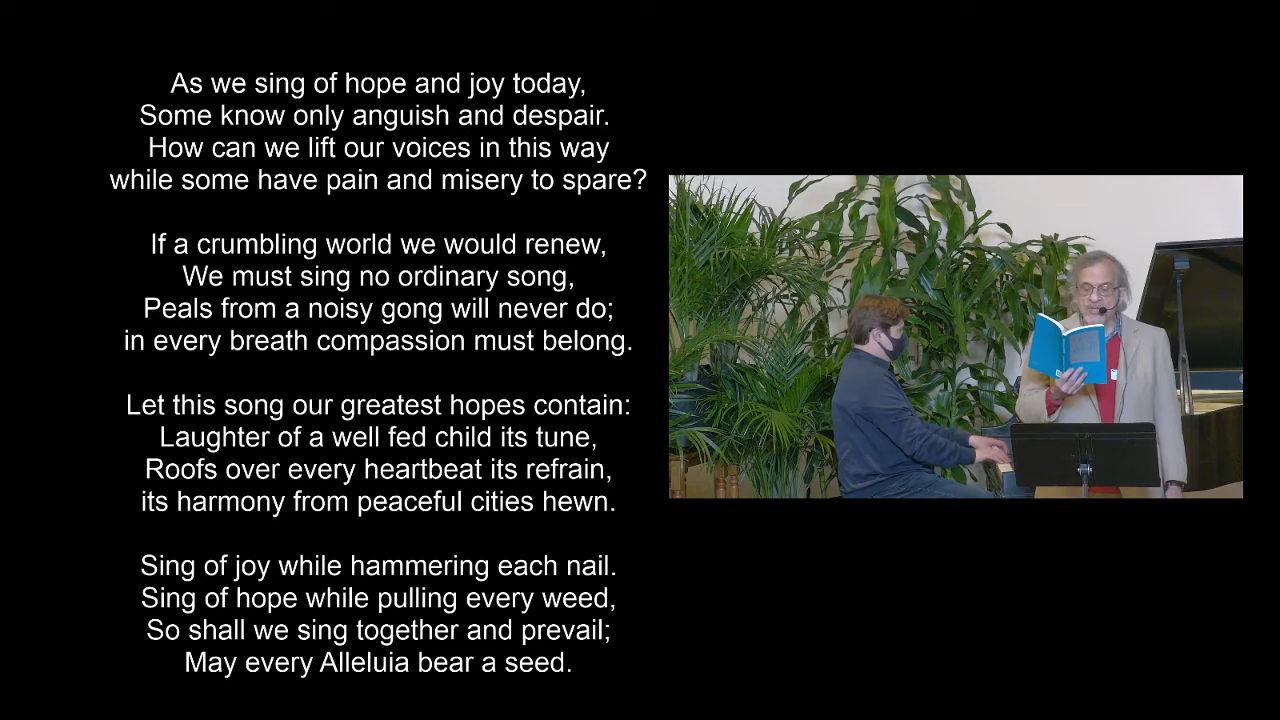 As we sing of hope and joy today,
Some know only anguish and despair.
How can we lift our voices in this way
while some have pain and misery to spare?
If a crumbling world we would renew,
We must sing no ordinary song,
Peals from a noisy gong will never do;
in every breath compassion must belong.
Let this song our greatest hopes contain:
Laughter of a well fed child its tune,
Roofs over every heartbeat its refrain,
its harmony from peaceful cities hewn.
Sing of joy while hammering each nail.
Sing of hope while pulling every weed,
So shall we sing together and prevail;
May every Alleluia bear a seed.